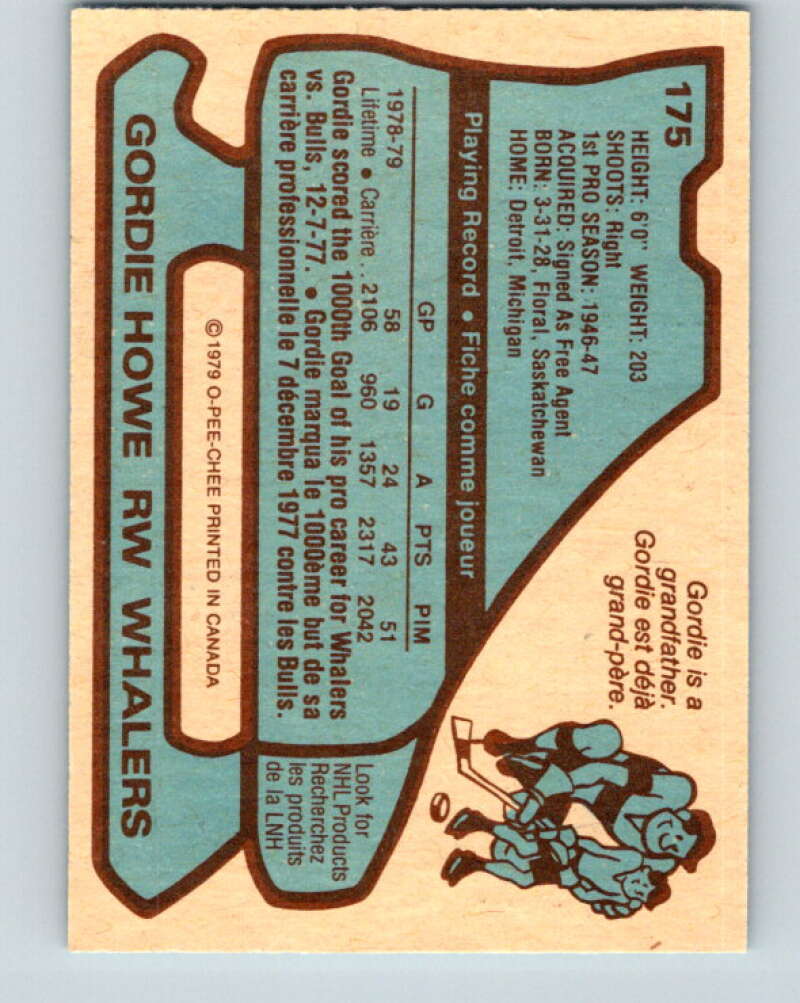 175
HEIGHT: 6'0" WEIGHT: 203
SHOOTS: Right
1st PRO SEASON: 1946-47
ACQUIRED: Signed As Free Agent
BORN: 3-31-28, Floral, Saskatchewan
HOME: Detroit, Michigan
Gordie is a
grandfather.
Gordie est déjà
grand-père.
Playing Record • Fiche comme joueur
GP G A PTS PIM
1978-79 58 19 24 43 51
Lifetime • Carrière . . 2106 960 1357 2317 2042
Gordie scored the 1000th Goal of his pro career for Whalers
vs. Bulls, 12-7-77. • Gordie marqua le 1000ème but de sa
carrière professionnelle le 7 décembre 1977 contre les Bulls.
Look for
NHL Products
Recherchez
les produits
de la LNH
©1979 O-PEE-CHEE PRINTED IN CANADA
GORDIE HOWE RW WHALERS